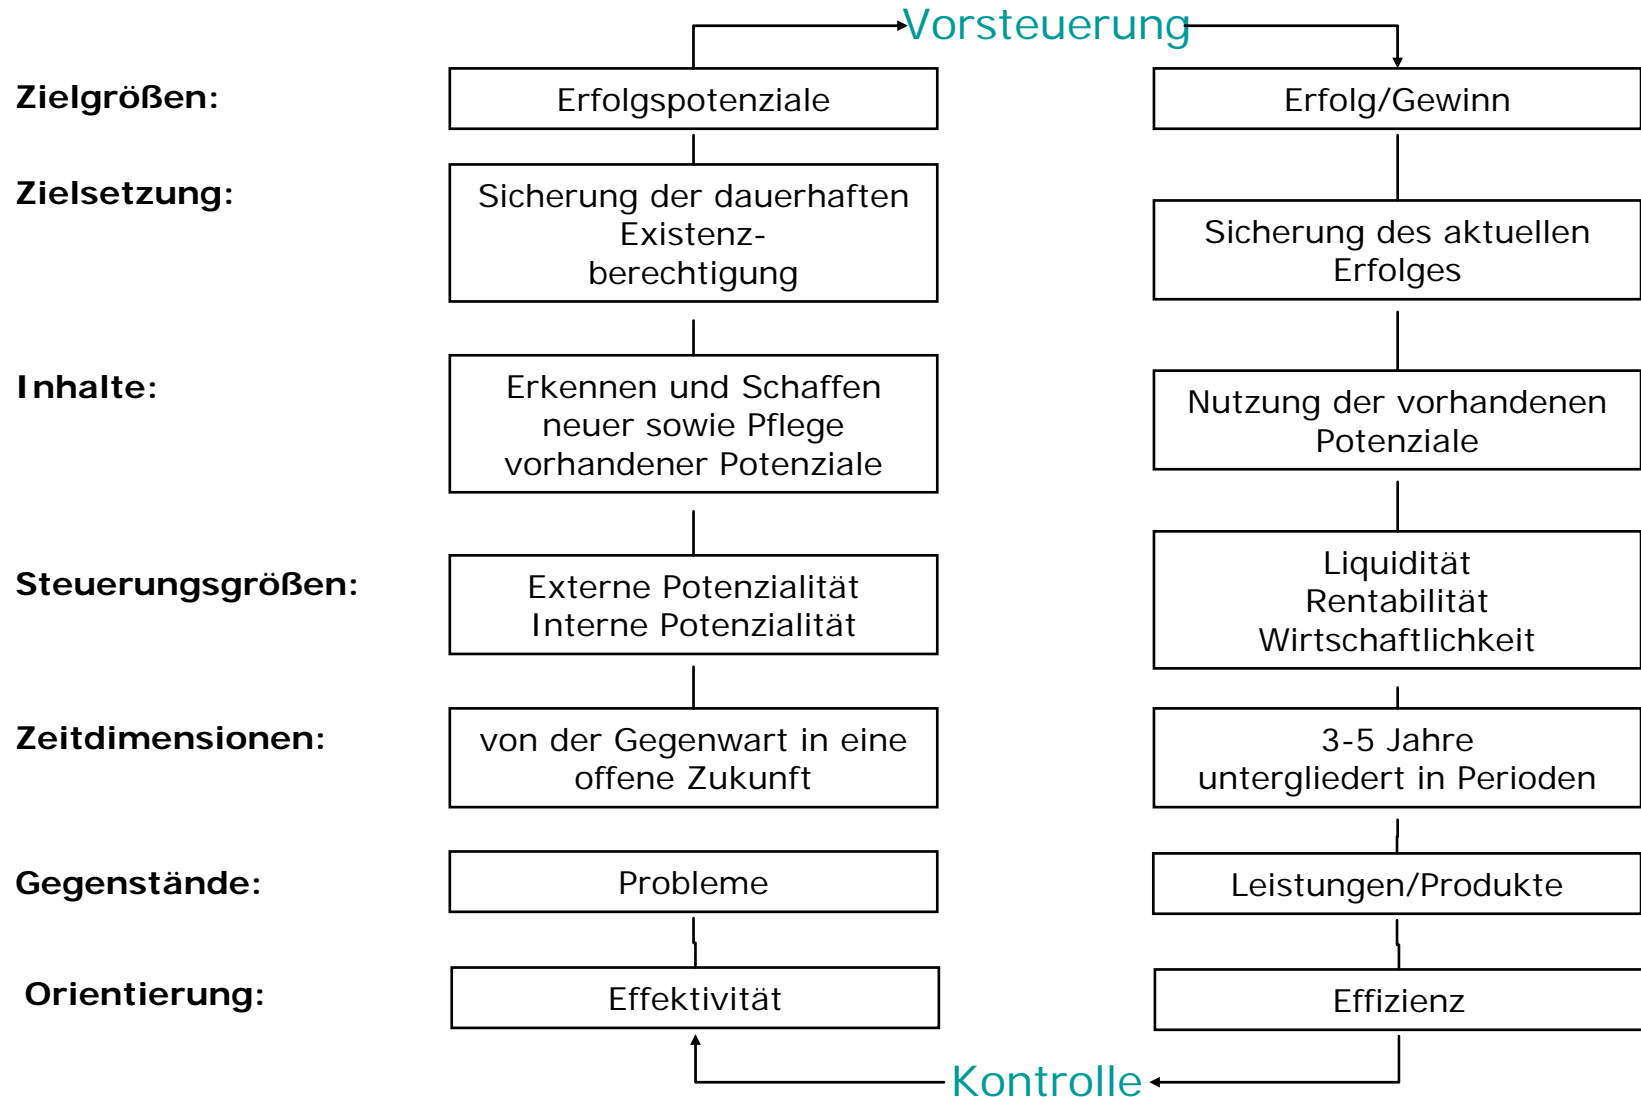 Vorsteuerung
Zielgrößen:
Erfolgspotenziale
Erfolg/Gewinn
Zielsetzung:
Sicherung der dauerhaften
Existenz-
berechtigung
Sicherung des aktuellen
Erfolges
Inhalte:
Erkennen und Schaffen
neuer sowie Pflege
vorhandener Potenziale
Nutzung der vorhandenen
Potenziale
Steuerungsgrößen:
Externe Potenzialität
Interne Potenzialität
Liquidität
Rentabilität
Wirtschaftlichkeit
Zeitdimensionen:
von der Gegenwart in eine
offene Zukunft
3-5 Jahre
untergliedert in Perioden
Gegenstände:
Probleme
Leistungen/Produkte
Orientierung:
Effektivität
Effizienz
Kontrolle